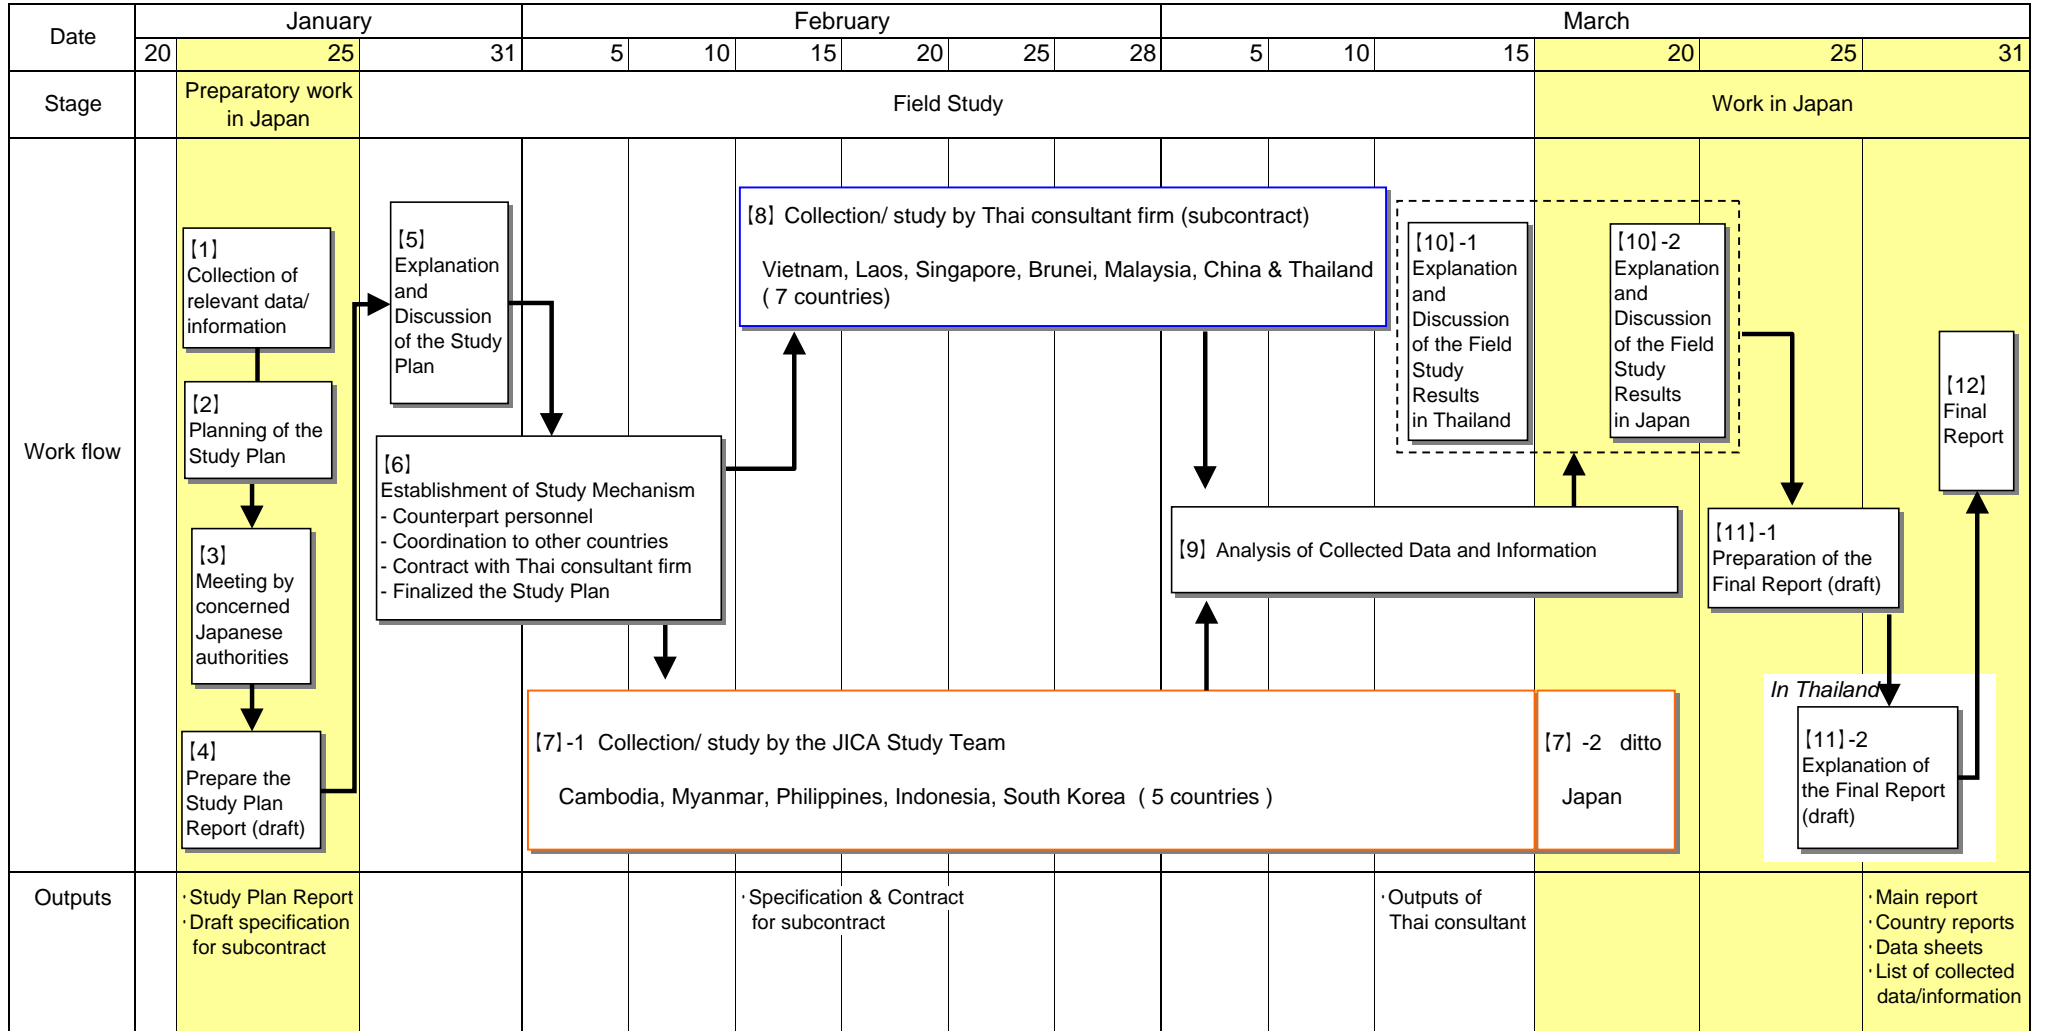 Date
January
February
March
20
25
31
5
10
15
20
25
28
5
10
15
20
25
31
Stage
Preparatory work
in Japan
Field Study
Work in Japan
Work flow
【1】
Collection of
relevant data/
information
【2】
Planning of the
Study Plan
【3】
Meeting by
concerned
Japanese
authorities
【4】
Prepare the
Study Plan
Report (draft)
【5】
Explanation
and
Discussion
of the Study
Plan
【6】
Establishment of Study Mechanism
- Counterpart personnel
- Coordination to other countries
- Contract with Thai consultant firm
- Finalized the Study Plan
【8】 Collection/ study by Thai consultant firm (subcontract)
Vietnam, Laos, Singapore, Brunei, Malaysia, China & Thailand
( 7 countries)
【7】-1 Collection/ study by the JICA Study Team
Cambodia, Myanmar, Philippines, Indonesia, South Korea ( 5 countries )
【7】 -2 ditto
Japan
【9】 Analysis of Collected Data and Information
【10】-1
Explanation
and
Discussion
of the Field
Study
Results
in Thailand
【10】-2
Explanation
and
Discussion
of the Field
Study
Results
in Japan
【11】-1
Preparation of the
Final Report (draft)
In Thailand
【11】-2
Explanation of
the Final Report
(draft)
【12】
Final
Report
Outputs
・Study Plan Report
・Draft specification
for subcontract
・Specification & Contract
for subcontract
・Outputs of
Thai consultant
・Main report
・Country reports
・Data sheets
・List of collected
data/information